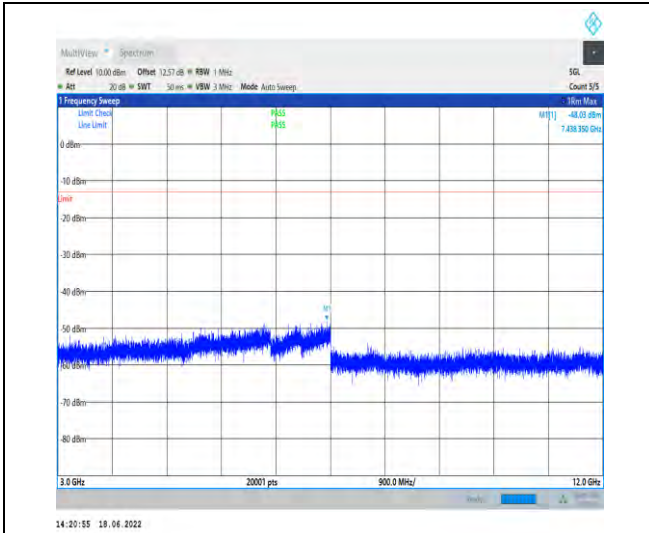 MultiView Spectrum
Ref Level 10.00 dBm Offset 12.57 dB RBW 1 MHz SGL
Att 20 dB SWT 50 ms VBW 3 MHz Mode Auto Sweep Count 5/5
1 Frequency Sweep 1Rm Max
Limit Check PASS M1[1] -48.03 dBm
Line Limit PASS 7.438 350 GHz
0 dBm
-10 dBm
Limit
-20 dBm
-30 dBm
-40 dBm
M1
-50 dBm
-60 dBm
-70 dBm
-80 dBm
3.0 GHz 20001 pts 900.0 MHz/ 12.0 GHz
14:20:55 18.06.2022